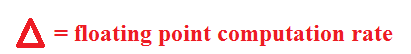 Δ = floating point computation rate